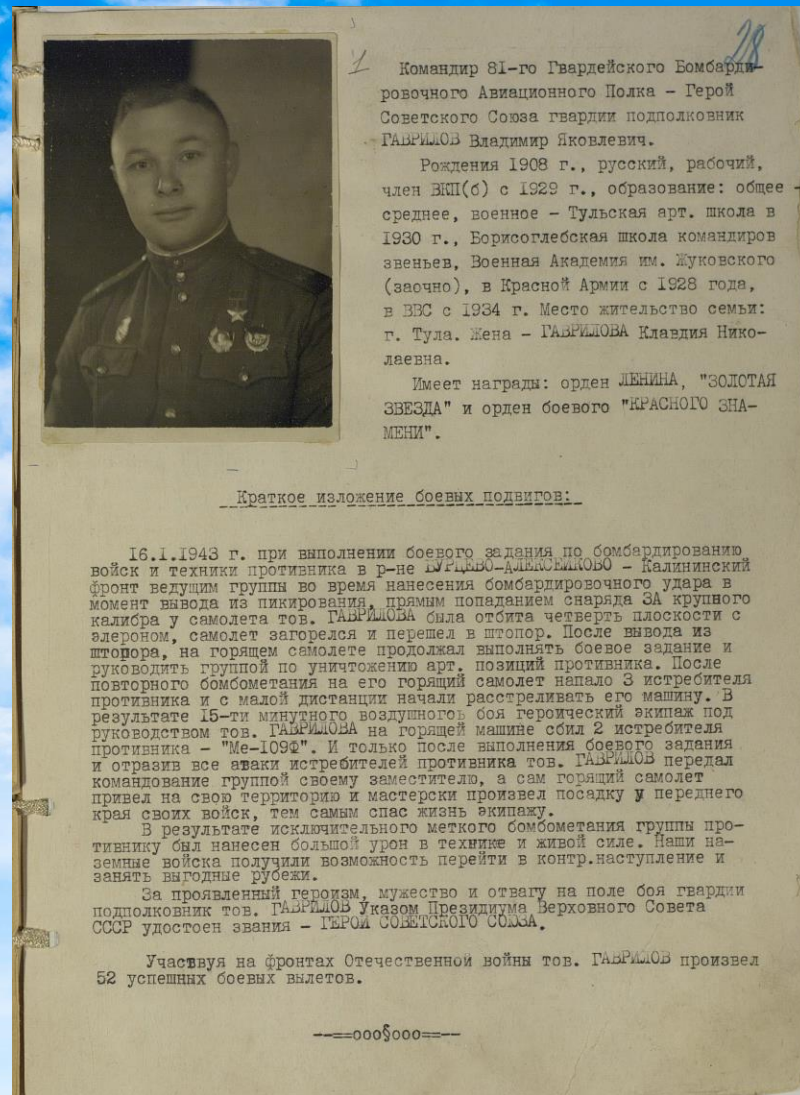 28
1
Командир 81-го Гвардейского Бомбарди-
ровочного Авиационного Полка - Герой
Советского Союза гвардии подполковник
ГАВРИЛОВ Владимир Яковлевич.
Рождения 1908 г., русский, рабочий,
член ВКП(б) с 1929 г., образование: общее -
среднее, военное - Тульская арт. школа в
1930 г., Борисоглебская школа командиров
звеньев, Военная Академия им. Жуковского
(заочно), в Красной Армии с 1928 года,
в ВВС с 1934 г. Место жительство семьи:
г. Тула. Жена - ГАВРИЛОВА Клавдия Нико-
лаевна.
Имеет награды: орден ЛЕНИНА, "ЗОЛОТАЯ
ЗВЕЗДА" и орден боевого "КРАСНОГО ЗНА-
МЕНИ".
Краткое изложение боевых подвигов:
16.I.1943 г. при выполнении боевого задания по бомбардированию
войск и техники противника в р-не БУРЦЕВО-АЛЕКСЕЙКОВО - Калининский
фронт ведущим группы во время нанесения бомбардировочного удара в
момент вывода из пикирования, прямым попаданием снаряда ЗА крупного
калибра у самолета тов. ГАВРИЛОВА была отбита четверть плоскости с
элероном, самолет загорелся и перешел в штопор. После вывода из
штопора, на горящем самолете продолжал выполнять боевое задание и
руководить группой по уничтожению арт. позиций противника. После
повторного бомбометания на его горящий самолет напало 3 истребителя
противника и с малой дистанции начали расстреливать его машину. В
результате 15-ти минутного воздушногоь боя героический экипаж под
руководством тов. ГАВРИЛОВА на горящей машине сбил 2 истребителя
противника - "Ме-109Ф". И только после выполнения боевого задания
и отразив все атаки истребителей противника тов. ГАВРИЛОВ передал
командование группой своему заместителю, а сам горящий самолет
привел на свою территорию и мастерски произвел посадку у переднего
края своих войск, тем самым спас жизнь экипажу.
В результате исключительного меткого бомбометания группы про-
тивнику был нанесен большой урон в технике и живой силе. Наши на-
земные войска получили возможность перейти в контр.наступление и
занять выгодные рубежи.
За проявленный героизм, мужество и отвагу на поле боя гвардии
подполковник тов. ГАВРИЛОВ Указом Президиума Верховного Совета
СССР удостоен звания - ГЕРОЙ СОВЕТСКОГО СОЮЗА.
Участвуя на фронтах Отечественной войны тов. ГАВРИЛОВ произвел
52 успешных боевых вылетов.
--==ооо§ооо==--